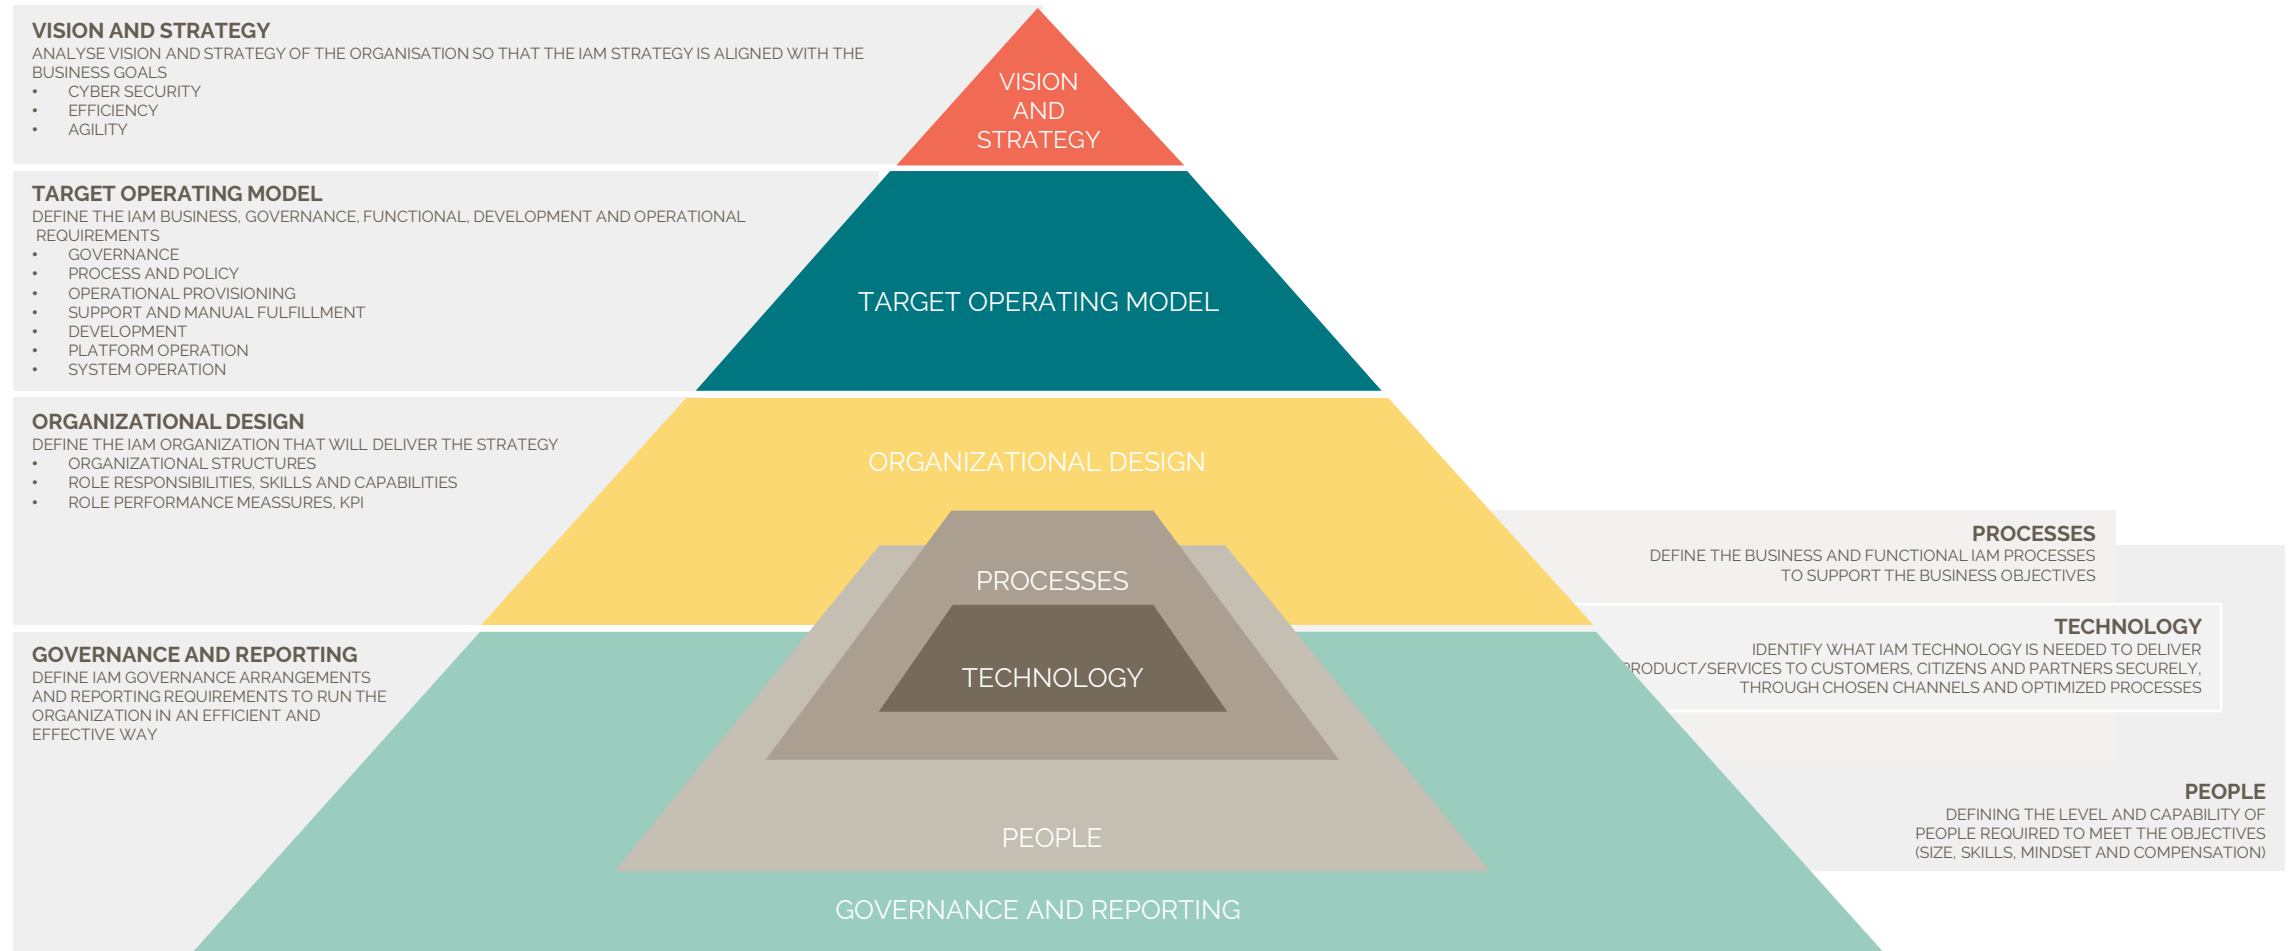 VISION AND STRATEGY
ANALYSE VISION AND STRATEGY OF THE ORGANISATION SO THAT THE IAM STRATEGY IS ALIGNED WITH THE
BUSINESS GOALS
• CYBER SECURITY
• EFFICIENCY
• AGILITY
VISION
AND
STRATEGY
TARGET OPERATING MODEL
DEFINE THE IAM BUSINESS, GOVERNANCE, FUNCTIONAL, DEVELOPMENT AND OPERATIONAL
REQUIREMENTS
• GOVERNANCE
• PROCESS AND POLICY
• OPERATIONAL PROVISIONING
• SUPPORT AND MANUAL FULFILLMENT
• DEVELOPMENT
• PLATFORM OPERATION
• SYSTEM OPERATION
TARGET OPERATING MODEL
ORGANIZATIONAL DESIGN
DEFINE THE IAM ORGANIZATION THAT WILL DELIVER THE STRATEGY
• ORGANIZATIONAL STRUCTURES
• ROLE RESPONSIBILITIES, SKILLS AND CAPABILITIES
• ROLE PERFORMANCE MEASSURES, KPI
ORGANIZATIONAL DESIGN
PROCESSES
DEFINE THE BUSINESS AND FUNCTIONAL IAM PROCESSES
TO SUPPORT THE BUSINESS OBJECTIVES
PROCESSES
GOVERNANCE AND REPORTING
DEFINE IAM GOVERNANCE ARRANGEMENTS
AND REPORTING REQUIREMENTS TO RUN THE
ORGANIZATION IN AN EFFICIENT AND
EFFECTIVE WAY
TECHNOLOGY
TECHNOLOGY
IDENTIFY WHAT IAM TECHNOLOGY IS NEEDED TO DELIVER
PRODUCT/SERVICES TO CUSTOMERS, CITIZENS AND PARTNERS SECURELY,
THROUGH CHOSEN CHANNELS AND OPTIMIZED PROCESSES
PEOPLE
DEFINING THE LEVEL AND CAPABILITY OF
PEOPLE REQUIRED TO MEET THE OBJECTIVES
(SIZE, SKILLS, MINDSET AND COMPENSATION)
PEOPLE
GOVERNANCE AND REPORTING